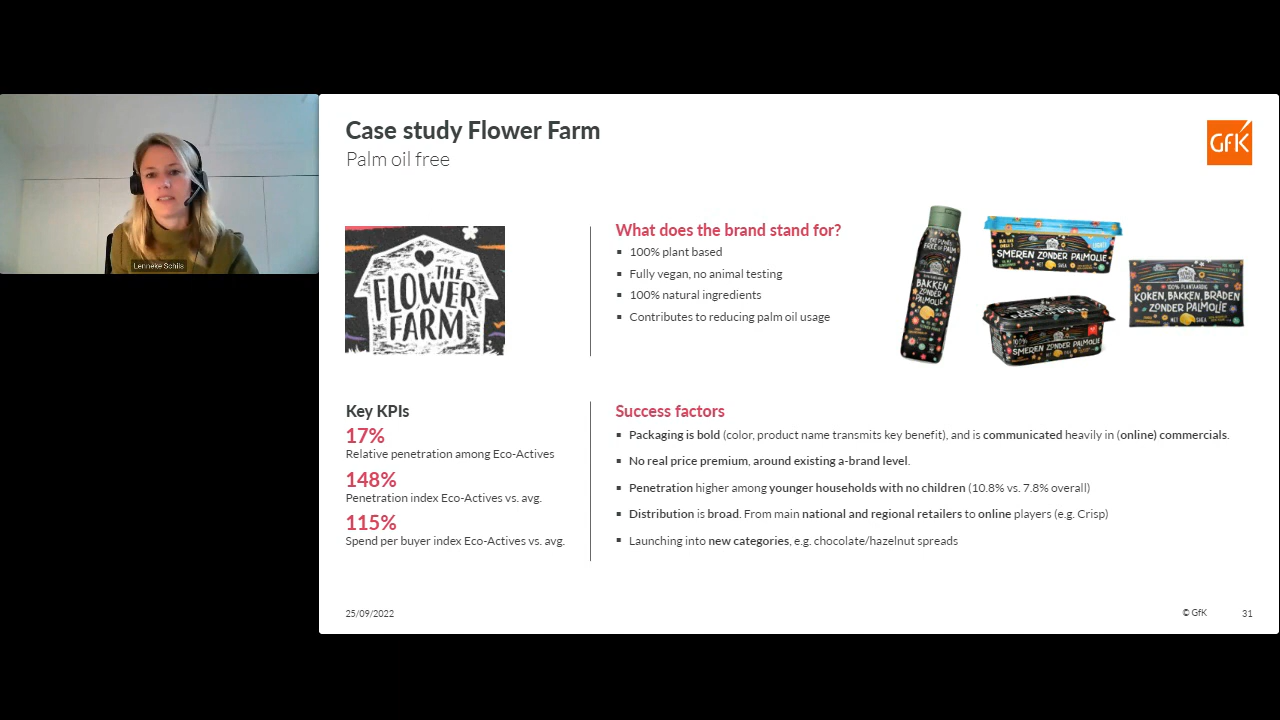 Lenneke Schils
Case study Flower Farm
Palm oil free
GfK
THE
FLOWER
FARM
What does the brand stand for?
100% plant based
Fully vegan, no animal testing
100% natural ingredients
Contributes to reducing palm oil usage
BAKKEN
ZONDER
PALMOLIE
SMEREN ZONDER PALMOLIE
MET SHEA
SMEREN ZONDER PALMOLIE
100% PLANTAARDIG
KOKEN, BAKKEN, BRADEN
ZONDER PALMOLIE
MET SHEA
Key KPIs
17%
Relative penetration among Eco-Actives
148%
Penetration index Eco-Actives vs. avg.
115%
Spend per buyer index Eco-Actives vs. avg.
Success factors
Packaging is bold (color, product name transmits key benefit), and is communicated heavily in (online) commercials.
No real price premium, around existing a-brand level.
Penetration higher among younger households with no children (10.8% vs. 7.8% overall)
Distribution is broad. From main national and regional retailers to online players (e.g. Crisp)
Launching into new categories, e.g. chocolate/hazelnut spreads
25/09/2022
© GfK
31